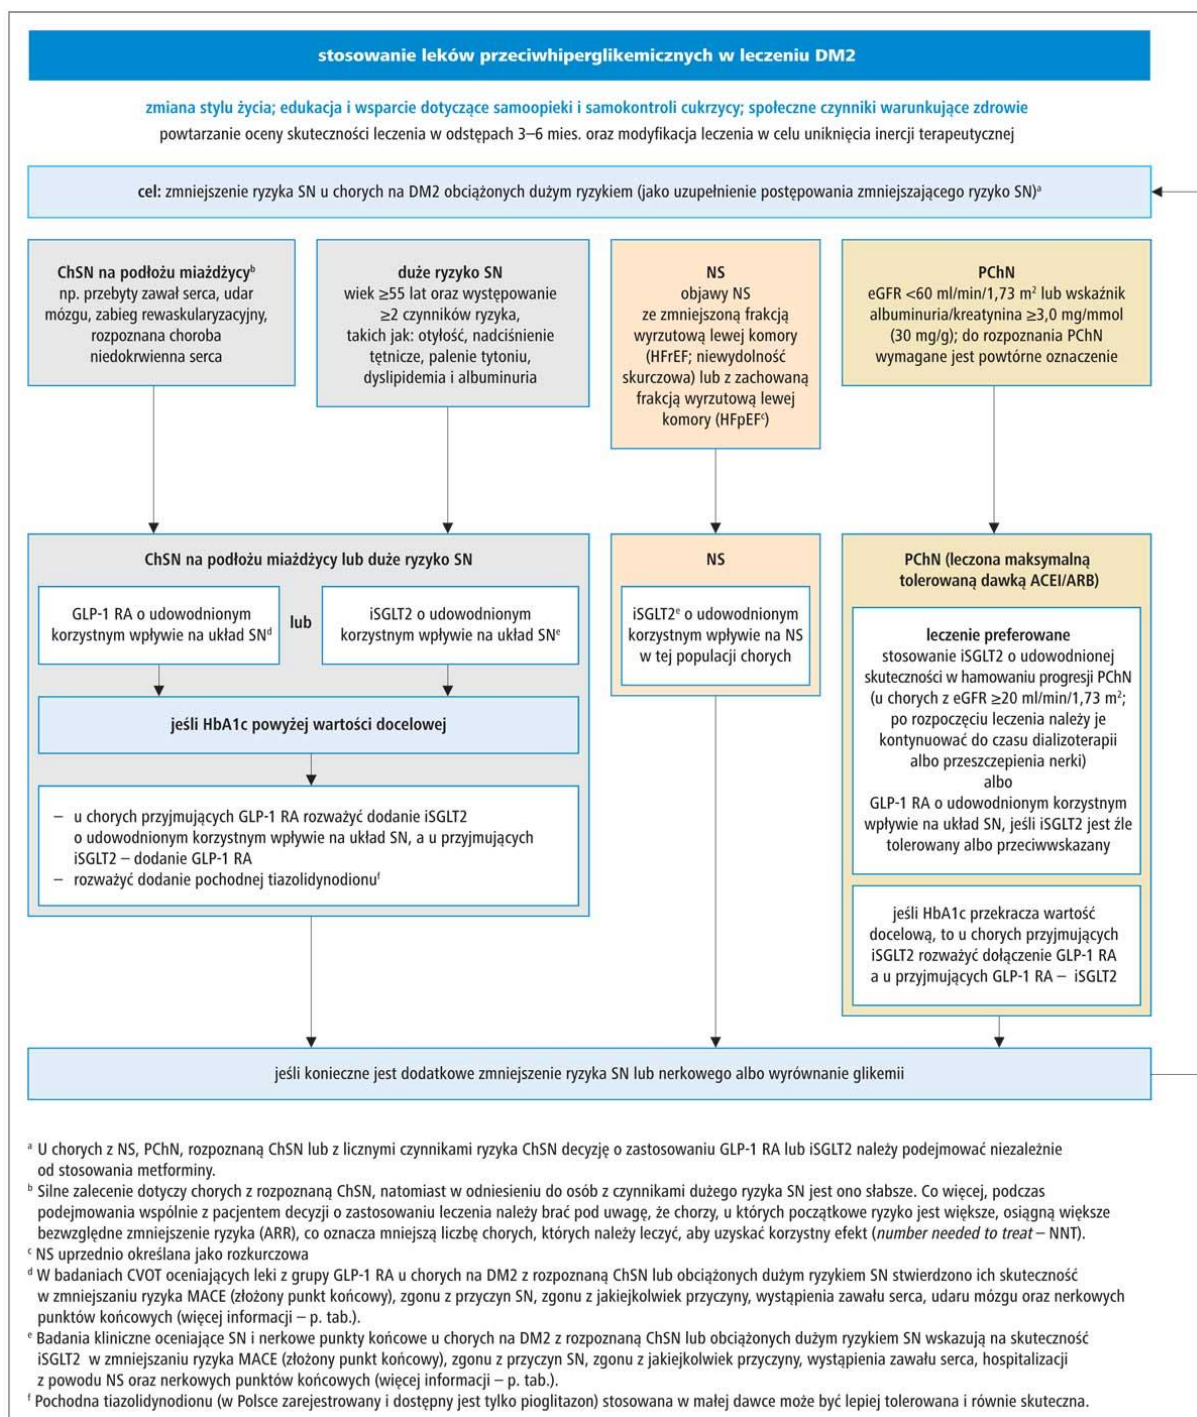 stosowanie leków przeciwhiperglikemicznych w leczeniu DM2
zmiana stylu życia; edukacja i wsparcie dotyczące samoopieki i samokontroli cukrzycy; społeczne czynniki warunkujące zdrowie
powtarzanie oceny skuteczności leczenia w odstępach 3–6 mies. oraz modyfikacja leczenia w celu uniknięcia inercji terapeutycznej
cel: zmniejszenie ryzyka SN u chorych na DM2 obciążonych dużym ryzykiem (jako uzupełnienie postępowania zmniejszającego ryzyko SN)ᵃ
ChSN na podłożu miażdżycyᵇ
np. przebyty zawał serca, udar
mózgu, zabieg rewaskularyzacyjny,
rozpoznana choroba
niedokrwienna serca
duże ryzyko SN
wiek ≥55 lat oraz występowanie
≥2 czynników ryzyka,
takich jak: otyłość, nadciśnienie
tętnicze, palenie tytoniu,
dyslipidemia i albuminuria
NS
objawy NS
ze zmniejszoną frakcją
wyrzutową lewej komory
(HFrEF; niewydolność
skurczowa) lub z zachowaną
frakcją wyrzutową lewej
komory (HFpEFᶜ)
PChN
eGFR <60 ml/min/1,73 m² lub wskaźnik
albuminuria/kreatynina ≥3,0 mg/mmol
(30 mg/g); do rozpoznania PChN
wymagane jest powtórne oznaczenie
ChSN na podłożu miażdżycy lub duże ryzyko SN
GLP-1 RA o udowodnionym
korzystnym wpływie na układ SNᵈ
lub
iSGLT2 o udowodnionym
korzystnym wpływie na układ SNᵉ
jeśli HbA1c powyżej wartości docelowej
– u chorych przyjmujących GLP-1 RA rozważyć dodanie iSGLT2
o udowodnionym korzystnym wpływie na układ SN, a u przyjmujących
iSGLT2 – dodanie GLP-1 RA
– rozważyć dodanie pochodnej tiazolidynodionuᶠ
NS
iSGLT2ᵉ o udowodnionym
korzystnym wpływie na NS
w tej populacji chorych
PChN (leczona maksymalną
tolerowaną dawką ACEI/ARB)
leczenie preferowane
stosowanie iSGLT2 o udowodnionej
skuteczności w hamowaniu progresji PChN
(u chorych z eGFR ≥20 ml/min/1,73 m²;
po rozpoczęciu leczenia należy je
kontynuować do czasu dializoterapii
albo przeszczepienia nerki)
albo
GLP-1 RA o udowodnionym korzystnym
wpływie na układ SN, jeśli iSGLT2 jest źle
tolerowany albo przeciwwskazany
jeśli HbA1c przekracza wartość
docelową, to u chorych przyjmujących
iSGLT2 rozważyć dołączenie GLP-1 RA
a u przyjmujących GLP-1 RA – iSGLT2
jeśli konieczne jest dodatkowe zmniejszenie ryzyka SN lub nerkowego albo wyrównanie glikemii
ᵃ U chorych z NS, PChN, rozpoznaną ChSN lub z licznymi czynnikami ryzyka ChSN decyzję o zastosowaniu GLP-1 RA lub iSGLT2 należy podejmować niezależnie
od stosowania metforminy.
ᵇ Silne zalecenie dotyczy chorych z rozpoznaną ChSN, natomiast w odniesieniu do osób z czynnikami dużego ryzyka SN jest ono słabsze. Co więcej, podczas
podejmowania wspólnie z pacjentem decyzji o zastosowaniu leczenia należy brać pod uwagę, że chorzy, u których początkowe ryzyko jest większe, osiągną większe
bezwzględne zmniejszenie ryzyka (ARR), co oznacza mniejszą liczbę chorych, których należy leczyć, aby uzyskać korzystny efekt (number needed to treat – NNT).
ᶜ NS uprzednio określana jako rozkurczowa
ᵈ W badaniach CVOT oceniających leki z grupy GLP-1 RA u chorych na DM2 z rozpoznaną ChSN lub obciążonych dużym ryzykiem SN stwierdzono ich skuteczność
w zmniejszaniu ryzyka MACE (złożony punkt końcowy), zgonu z przyczyn SN, zgonu z jakiejkolwiek przyczyny, wystąpienia zawału serca, udaru mózgu oraz nerkowych
punktów końcowych (więcej informacji – p. tab.).
ᵉ Badania kliniczne oceniające SN i nerkowe punkty końcowe u chorych na DM2 z rozpoznaną ChSN lub obciążonych dużym ryzykiem SN wskazują na skuteczność
iSGLT2 w zmniejszaniu ryzyka MACE (złożony punkt końcowy), zgonu z przyczyn SN, zgonu z jakiejkolwiek przyczyny, wystąpienia zawału serca, hospitalizacji
z powodu NS oraz nerkowych punktów końcowych (więcej informacji – p. tab.).
ᶠ Pochodna tiazolidynodionu (w Polsce zarejestrowany i dostępny jest tylko pioglitazon) stosowana w małej dawce może być lepiej tolerowana i równie skuteczna.